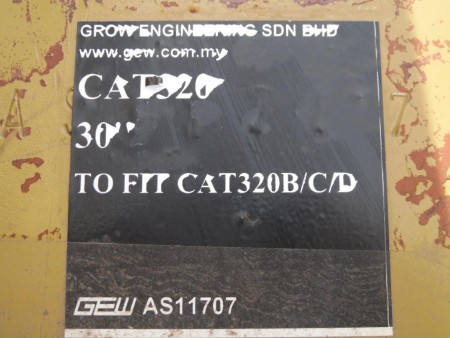 GROW ENGINEERING SDN BHD
www.gew.com.my
CAT320
30"
TO FIT CAT320B/C/D
GEW AS11707